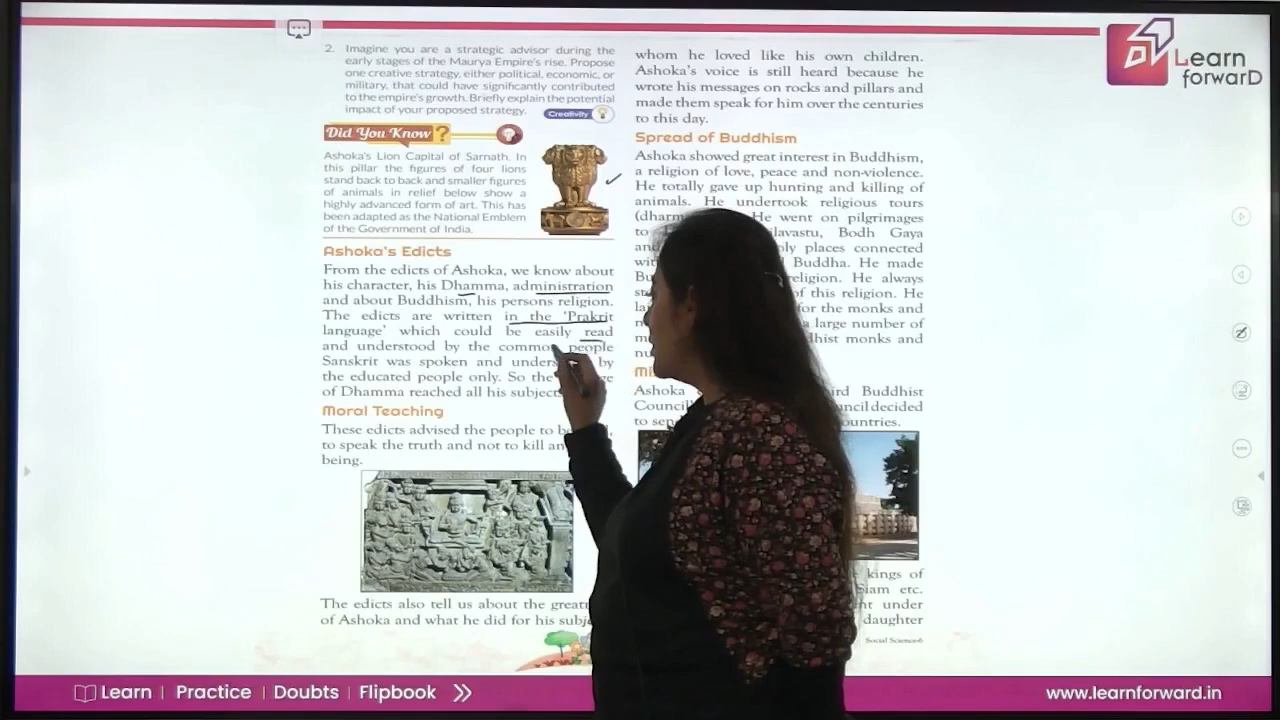 2. Imagine you are a strategic advisor during the
early stages of the Maurya Empire's rise. Propose
one creative strategy, either political, economic, or
military, that could have significantly contributed
to the empire's growth. Briefly explain the potential
impact of your proposed strategy.
Creativity
Did You Know ?
Ashoka's Lion Capital of Sarnath. In
this pillar the figures of four lions
stand back to back and smaller figures
of animals in relief below show a
highly advanced form of art. This has
been adapted as the National Emblem
of the Government of India.
Ashoka's Edicts
From the edicts of Ashoka, we know about
his character, his Dhamma, administration
and about Buddhism, his persons religion.
The edicts are written in the 'Prakrit
language' which could be easily read
and understood by the common people
Sanskrit was spoken and by
the educated people only. So the
of Dhamma reached all his
Moral Teaching
These edicts advised the people to
to speak the truth and not to kill
being.
The edicts also tell us about the
of Ashoka and what he did for his
whom he loved like his own children.
Ashoka's voice is still heard because he
wrote his messages on rocks and pillars and
made them speak for him over the centuries
to this day.
Spread of Buddhism
Ashoka showed great interest in Buddhism,
a religion of love, peace and non-violence.
He totally gave up hunting and killing of
animals. He undertook religious tours
He went on pilgrimages
to Bodh Gaya
places connected
Buddha. He made
religion. He always
of this religion. He
for the monks and
a large number of
monks and
Ashoka Buddhist
decided
to
kings of
Siam etc.
under
daughter
Social Science-6
Learn
forwarD
Learn | Practice | Doubts | Flipbook
www.learnforward.in